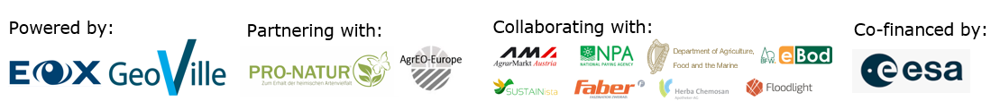 Powered by:
EOX
GeoVille
Partnering with:
PRO-NATUR
Zum Erhalt der heimischen Artenvielfalt
AgrEO-Europe
Collaborating with:
AMA
AgrarMarkt Austria
NPA
NATIONAL PAYING AGENCY
Department of Agriculture,
Food and the Marine
BFW
eBod
SUSTAINista
Faber
F
Herba Chemosan
Apotheker-AG
Floodlight
Co-financed by:
esa